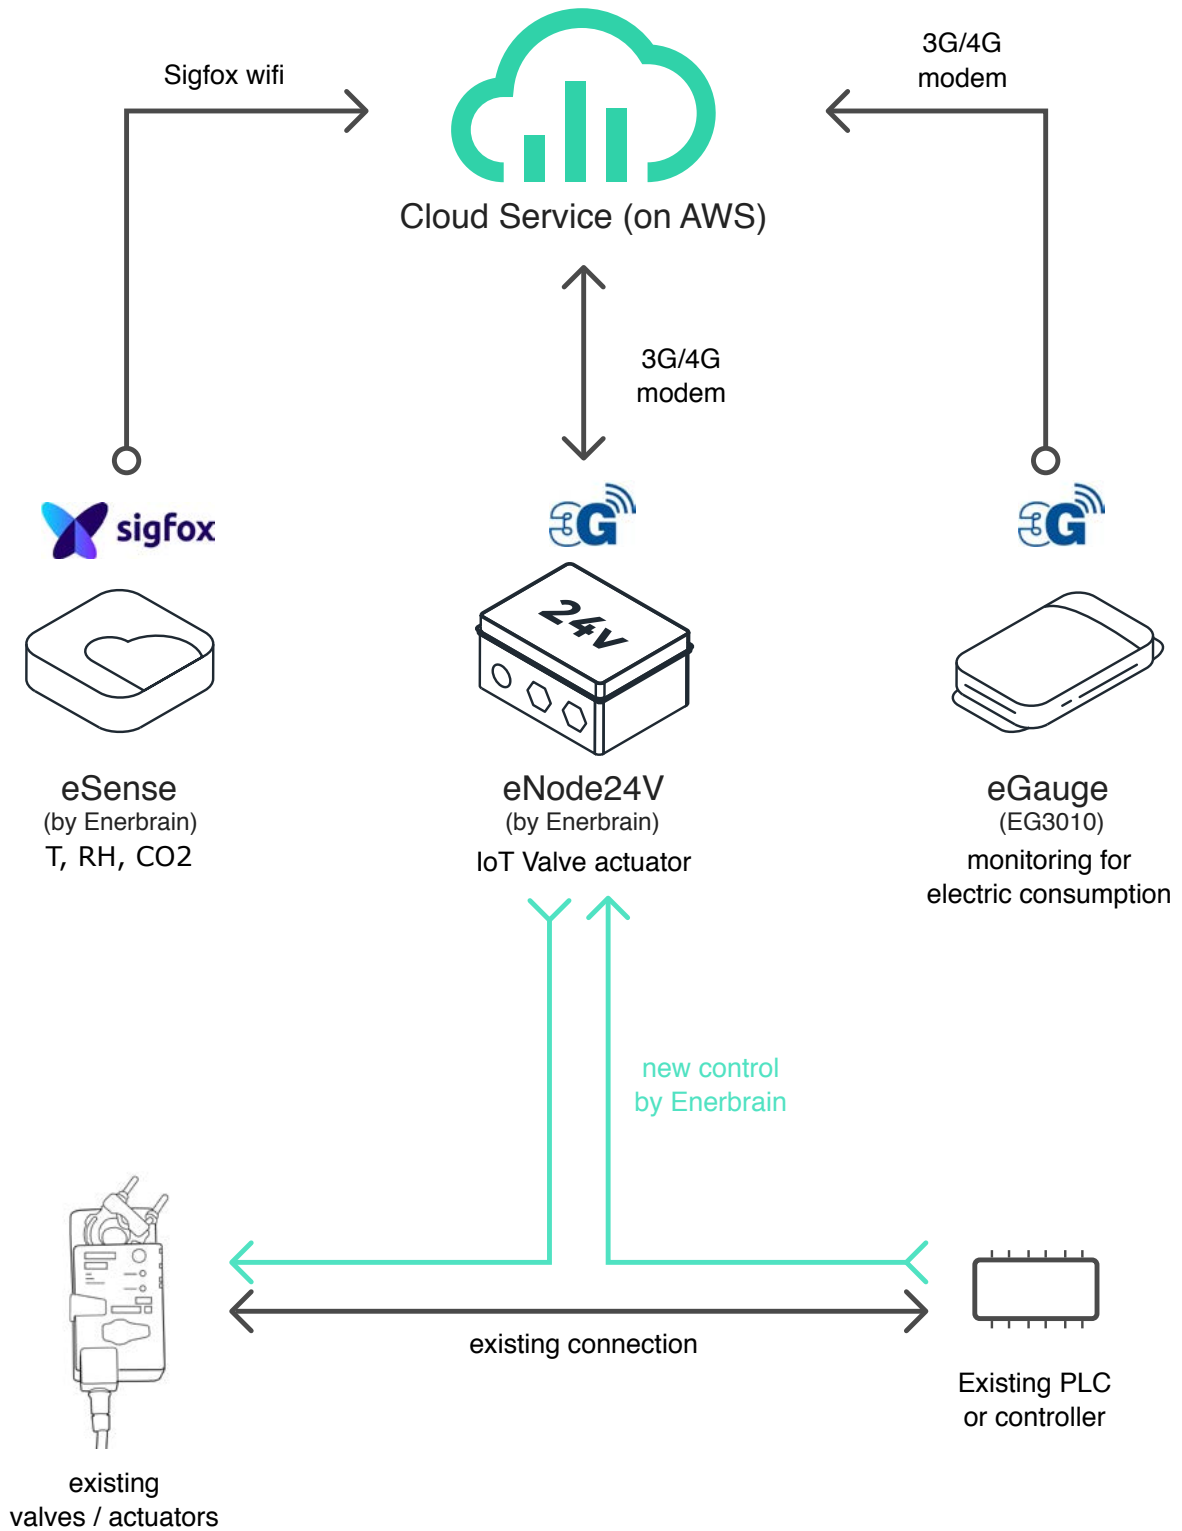 Sigfox wifi
3G/4G
modem
Cloud Service (on AWS)
3G/4G
modem
sigfox
3G
3G
24v
eSense
(by Enerbrain)
T, RH, CO2
eNode24V
(by Enerbrain)
IoT Valve actuator
eGauge
(EG3010)
monitoring for
electric consumption
new control
by Enerbrain
existing connection
Existing PLC
or controller
existing
valves / actuators